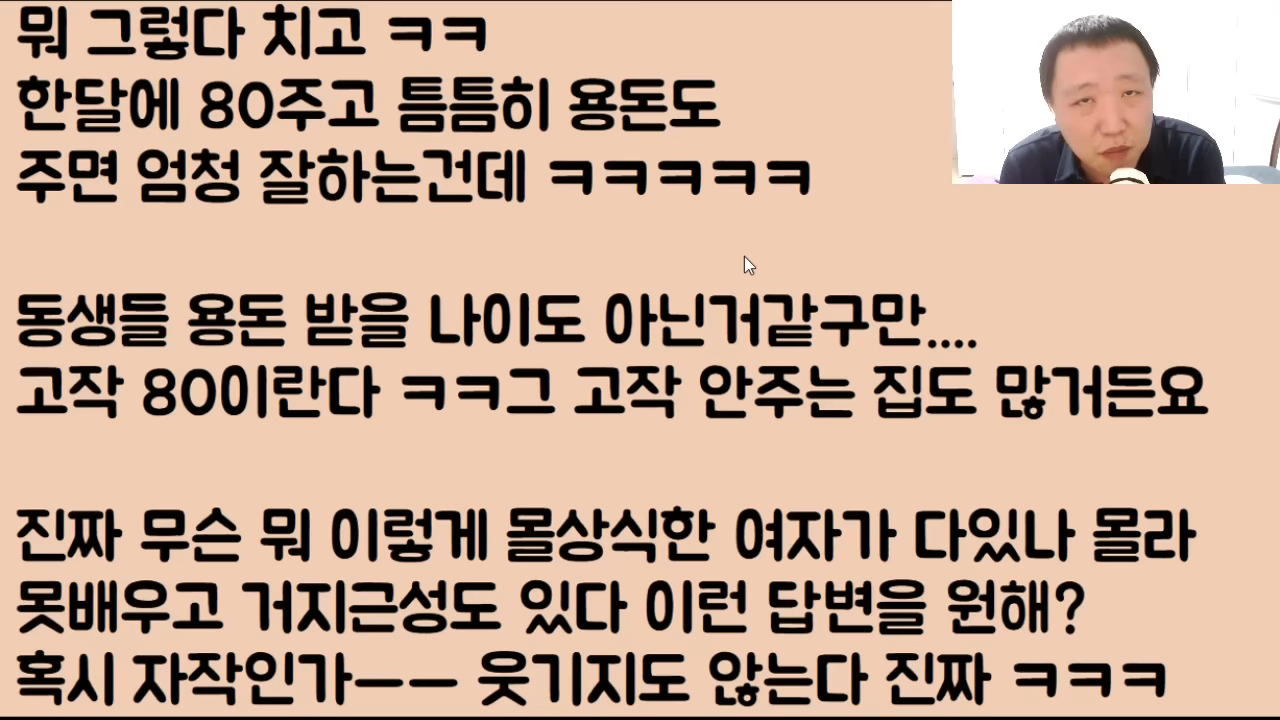 뭐 그렇다 치고 ㅋㅋ
한달에 80주고 틈틈히 용돈도
주면 엄청 잘하는건데 ㅋㅋㅋㅋㅋ
동생들 용돈 받을 나이도 아닌거같구만....
고작 80이란다 ㅋㅋ그 고작 안주는 집도 많거든요
진짜 무슨 뭐 이렇게 몰상식한 여자가 다있나 몰라
못배우고 거지근성도 있다 이런 답변을 원해?
혹시 자작인가ㅡㅡ 웃기지도 않는다 진짜 ㅋㅋㅋ